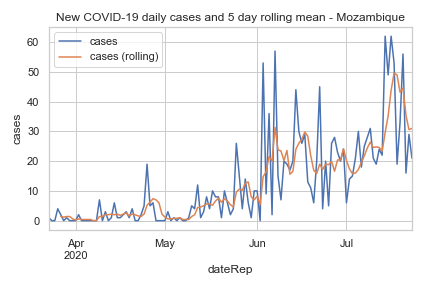 New COVID-19 daily cases and 5 day rolling mean - Mozambique
cases
cases (rolling)
60
50
40
30
20
10
0
cases
Apr
2020
May
Jun
Jul
dateRep